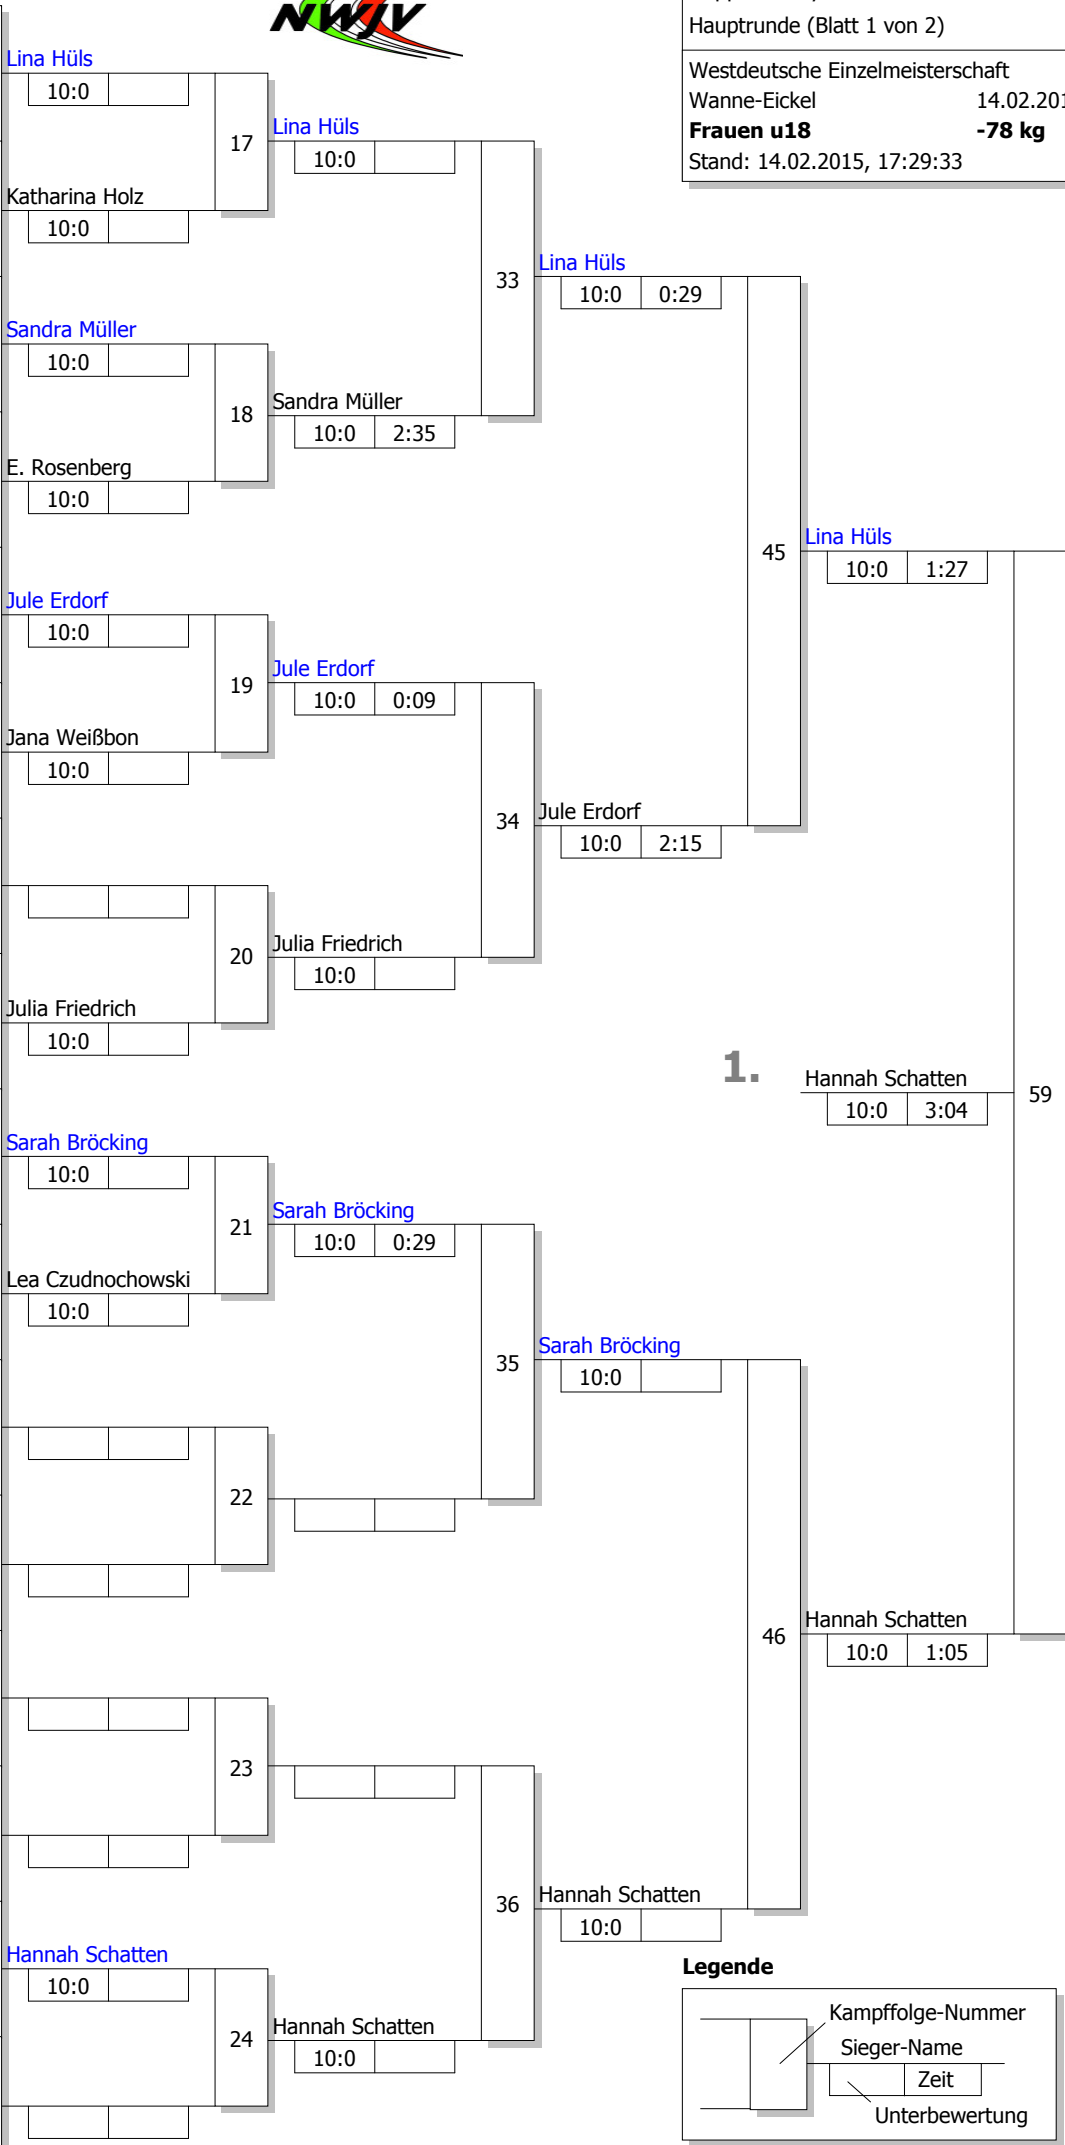 NWJV
Hauptrunde (Blatt 1 von 2)
Westdeutsche Einzelmeisterschaft
Wanne-Eickel 14.02.201
Frauen u18 -78 kg
Stand: 14.02.2015, 17:29:33
Lina Hüls
10:0
17
Katharina Holz
10:0
Sandra Müller
10:0
18
E. Rosenberg
10:0
Jule Erdorf
10:0
19
Jana Weißbon
10:0
20
Julia Friedrich
10:0
Sarah Bröcking
10:0
21
Lea Czudnochowski
10:0
22
23
Hannah Schatten
10:0
24
Lina Hüls
10:0
33
Sandra Müller
10:0 2:35
Jule Erdorf
10:0 0:09
34
Julia Friedrich
10:0
Sarah Bröcking
10:0 0:29
35
36
Hannah Schatten
10:0
Lina Hüls
10:0 0:29
45
Jule Erdorf
10:0 2:15
Sarah Bröcking
10:0
46
Hannah Schatten
10:0
Lina Hüls
10:0 1:27
1.
Hannah Schatten
10:0 3:04
59
Hannah Schatten
10:0 1:05
Legende
Kampffolge-Nummer
Sieger-Name
Zeit
Unterbewertung